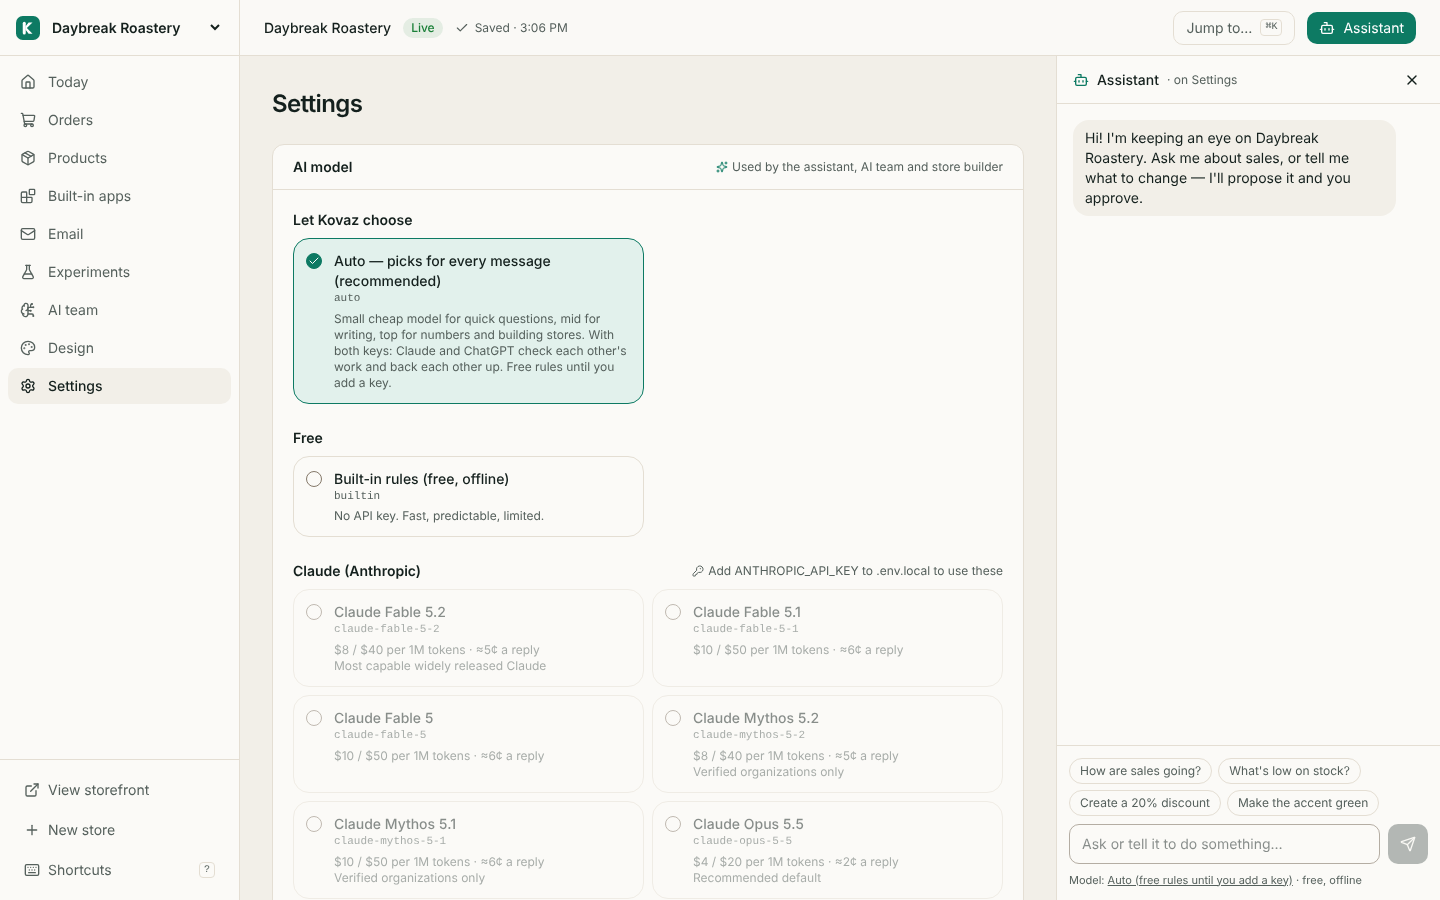 K
Daybreak Roastery
Today
Orders
Products
Built-in apps
Email
Experiments
AI team
Design
Settings
View storefront
New store
Shortcuts ?
Daybreak Roastery Live Saved · 3:06 PM
Jump to... ⌘K
Assistant
Settings
AI model
Used by the assistant, AI team and store builder
Let Kovaz choose
Auto — picks for every message
(recommended)
auto
Small cheap model for quick questions, mid for
writing, top for numbers and building stores. With
both keys: Claude and ChatGPT check each other's
work and back each other up. Free rules until you
add a key.
Free
Built-in rules (free, offline)
builtin
No API key. Fast, predictable, limited.
Claude (Anthropic)
Add ANTHROPIC_API_KEY to .env.local to use these
Claude Fable 5.2
claude-fable-5-2
$8 / $40 per 1M tokens · ≈5¢ a reply
Most capable widely released Claude
Claude Fable 5.1
claude-fable-5-1
$10 / $50 per 1M tokens · ≈6¢ a reply
Claude Fable 5
claude-fable-5
$10 / $50 per 1M tokens · ≈6¢ a reply
Claude Mythos 5.2
claude-mythos-5-2
$8 / $40 per 1M tokens · ≈5¢ a reply
Verified organizations only
Claude Mythos 5.1
claude-mythos-5-1
$10 / $50 per 1M tokens · ≈6¢ a reply
Verified organizations only
Claude Opus 5.5
claude-opus-5-5
$4 / $20 per 1M tokens · ≈2¢ a reply
Recommended default
Assistant · on Settings
Hi! I'm keeping an eye on Daybreak
Roastery. Ask me about sales, or tell me
what to change — I'll propose it and you
approve.
How are sales going?
What's low on stock?
Create a 20% discount
Make the accent green
Ask or tell it to do something...
Model: Auto (free rules until you add a key) · free, offline